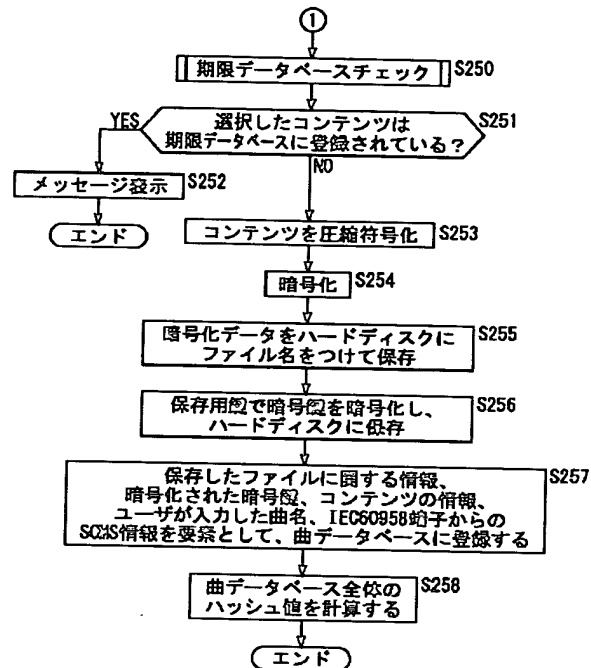 1
期限データベースチェック S250
選択したコンテンツは S251
期限データベースに登録されている？
YES
NO
メッセージ表示 S252
エンド
コンテンツを圧縮符号化 S253
暗号化 S254
暗号化データをハードディスクに S255
ファイル名をつけて保存
保存用鍵で暗号鍵を暗号化し、 S256
ハードディスクに保存
保存したファイルに関する情報、 S257
暗号化された暗号鍵、コンテンツの情報、
ユーザが入力した曲名、IEC60958端子からの
SCMS情報を要素として、曲データベースに登録する
曲データベース全体の S258
ハッシュ値を計算する
エンド